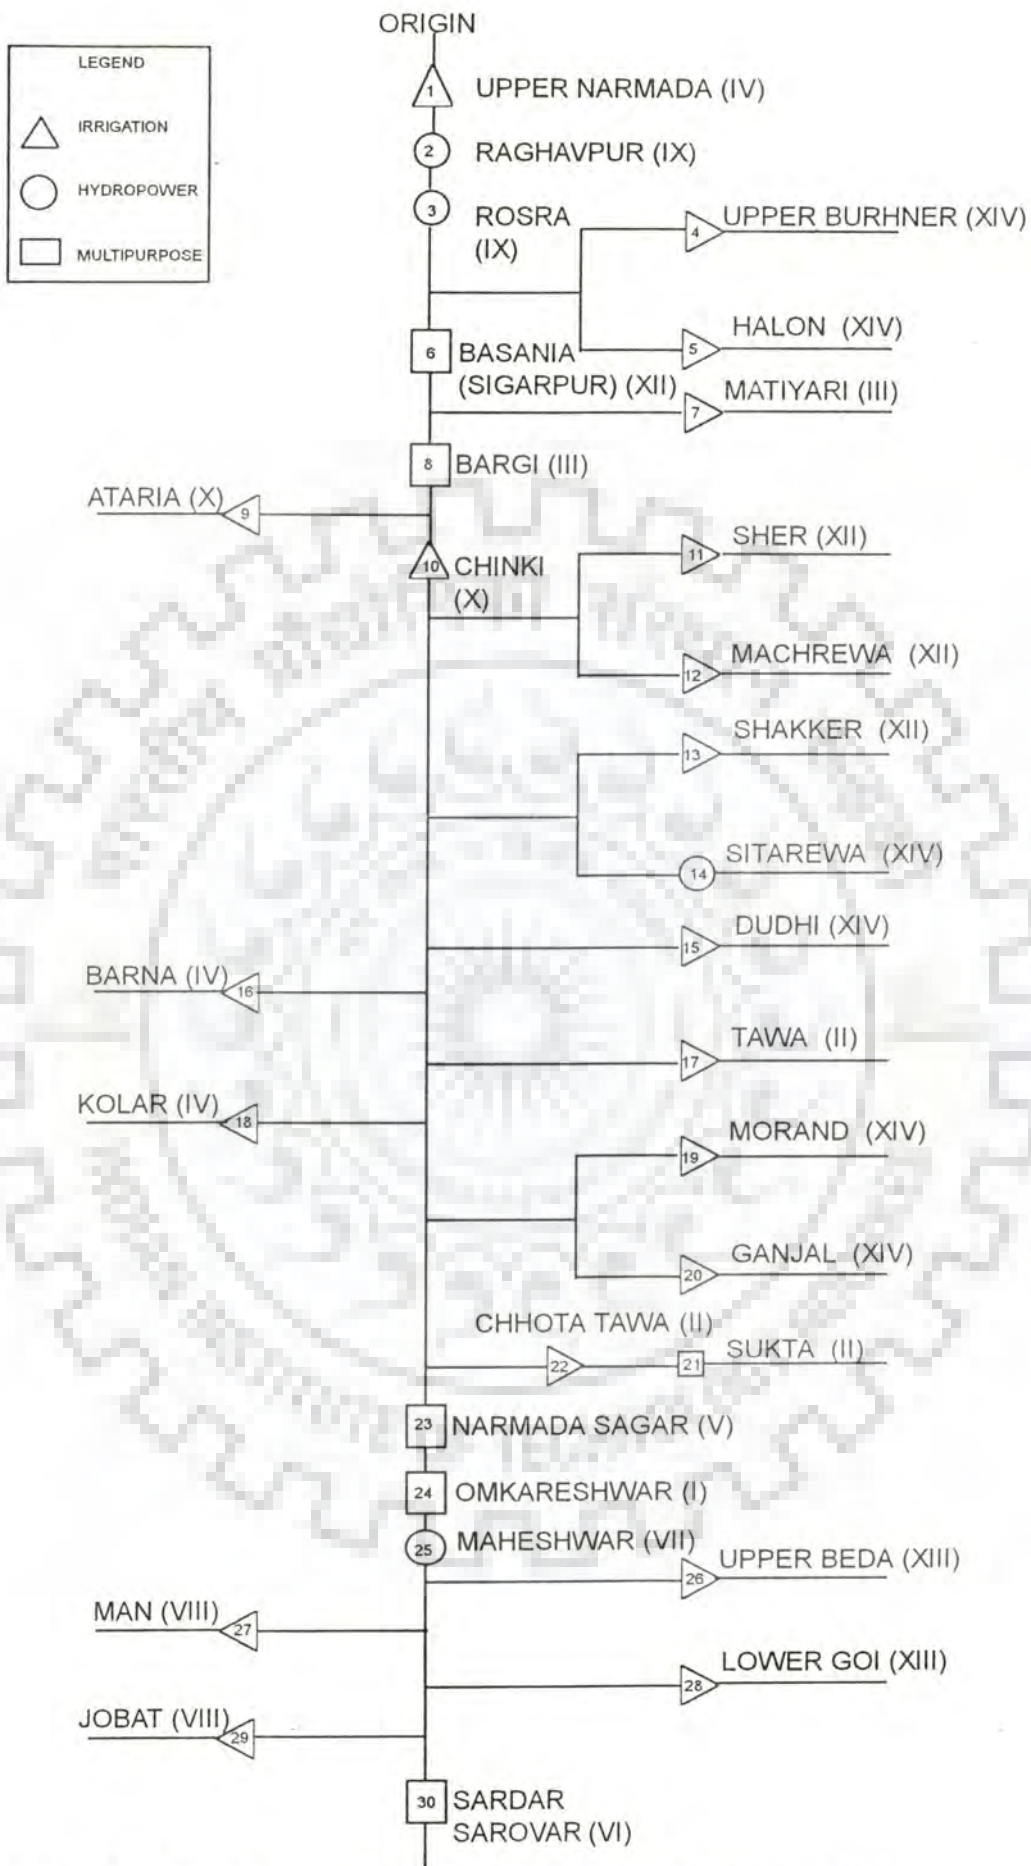 ORIGIN
LEGEND
IRRIGATION
HYDROPOWER
MULTIPURPOSE
1 UPPER NARMADA (IV)
2 RAGHAVPUR (IX)
3 ROSRA
(IX)
4 UPPER BURHNER (XIV)
5 HALON (XIV)
6 BASANIA
(SIGARPUR) (XII)
7 MATIYARI (III)
8 BARGI (III)
ATARIA (X) 9
10 CHINKI
(X)
11 SHER (XII)
12 MACHREWA (XII)
13 SHAKKER (XII)
14 SITAREWA (XIV)
15 DUDHI (XIV)
BARNA (IV) 16
17 TAWA (II)
KOLAR (IV) 18
19 MORAND (XIV)
20 GANJAL (XIV)
CHHOTA TAWA (II)
22
21 SUKTA (II)
23 NARMADA SAGAR (V)
24 OMKARESHWAR (I)
25 MAHESHWAR (VII)
26 UPPER BEDA (XIII)
MAN (VIII) 27
28 LOWER GOI (XIII)
JOBAT (VIII) 29
30 SARDAR
SAROVAR (VI)